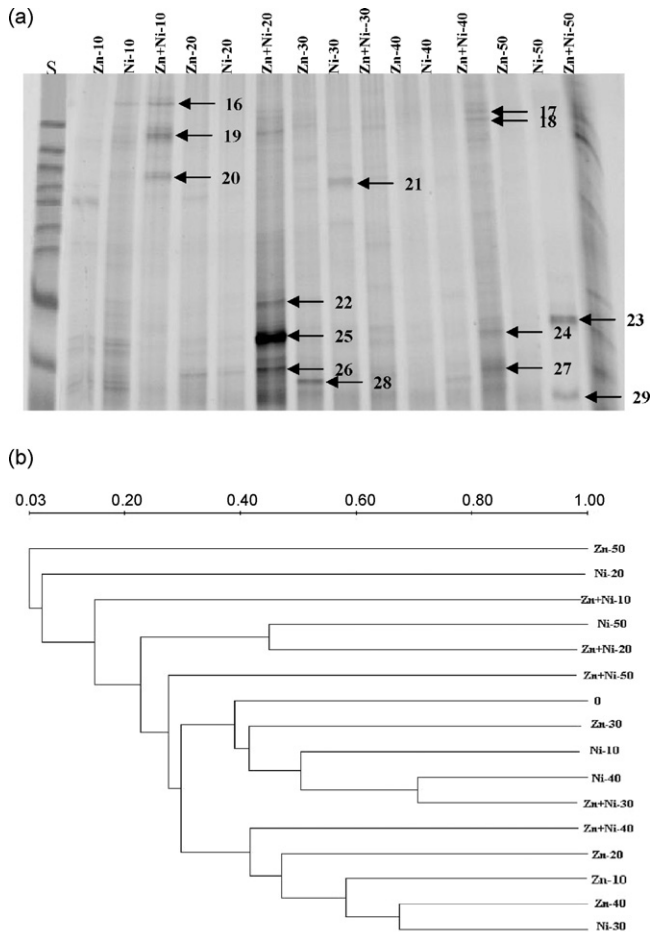 (a)
S Zn-10 Ni-10 Zn+Ni-10 Zn-20 Ni-20 Zn+Ni-20 Zn-30 Ni-30 Zn+Ni--30 Zn-40 Ni-40 Zn+Ni-40 Zn-50 Ni-50 Zn+Ni-50
16
17
18
19
20
21
22
23
24
25
26
27
28
29
(b)
0.03 0.20 0.40 0.60 0.80 1.00
Zn-50
Ni-20
Zn+Ni-10
Ni-50
Zn+Ni-20
Zn+Ni-50
0
Zn-30
Ni-10
Ni-40
Zn+Ni-30
Zn+Ni-40
Zn-20
Zn-10
Zn-40
Ni-30